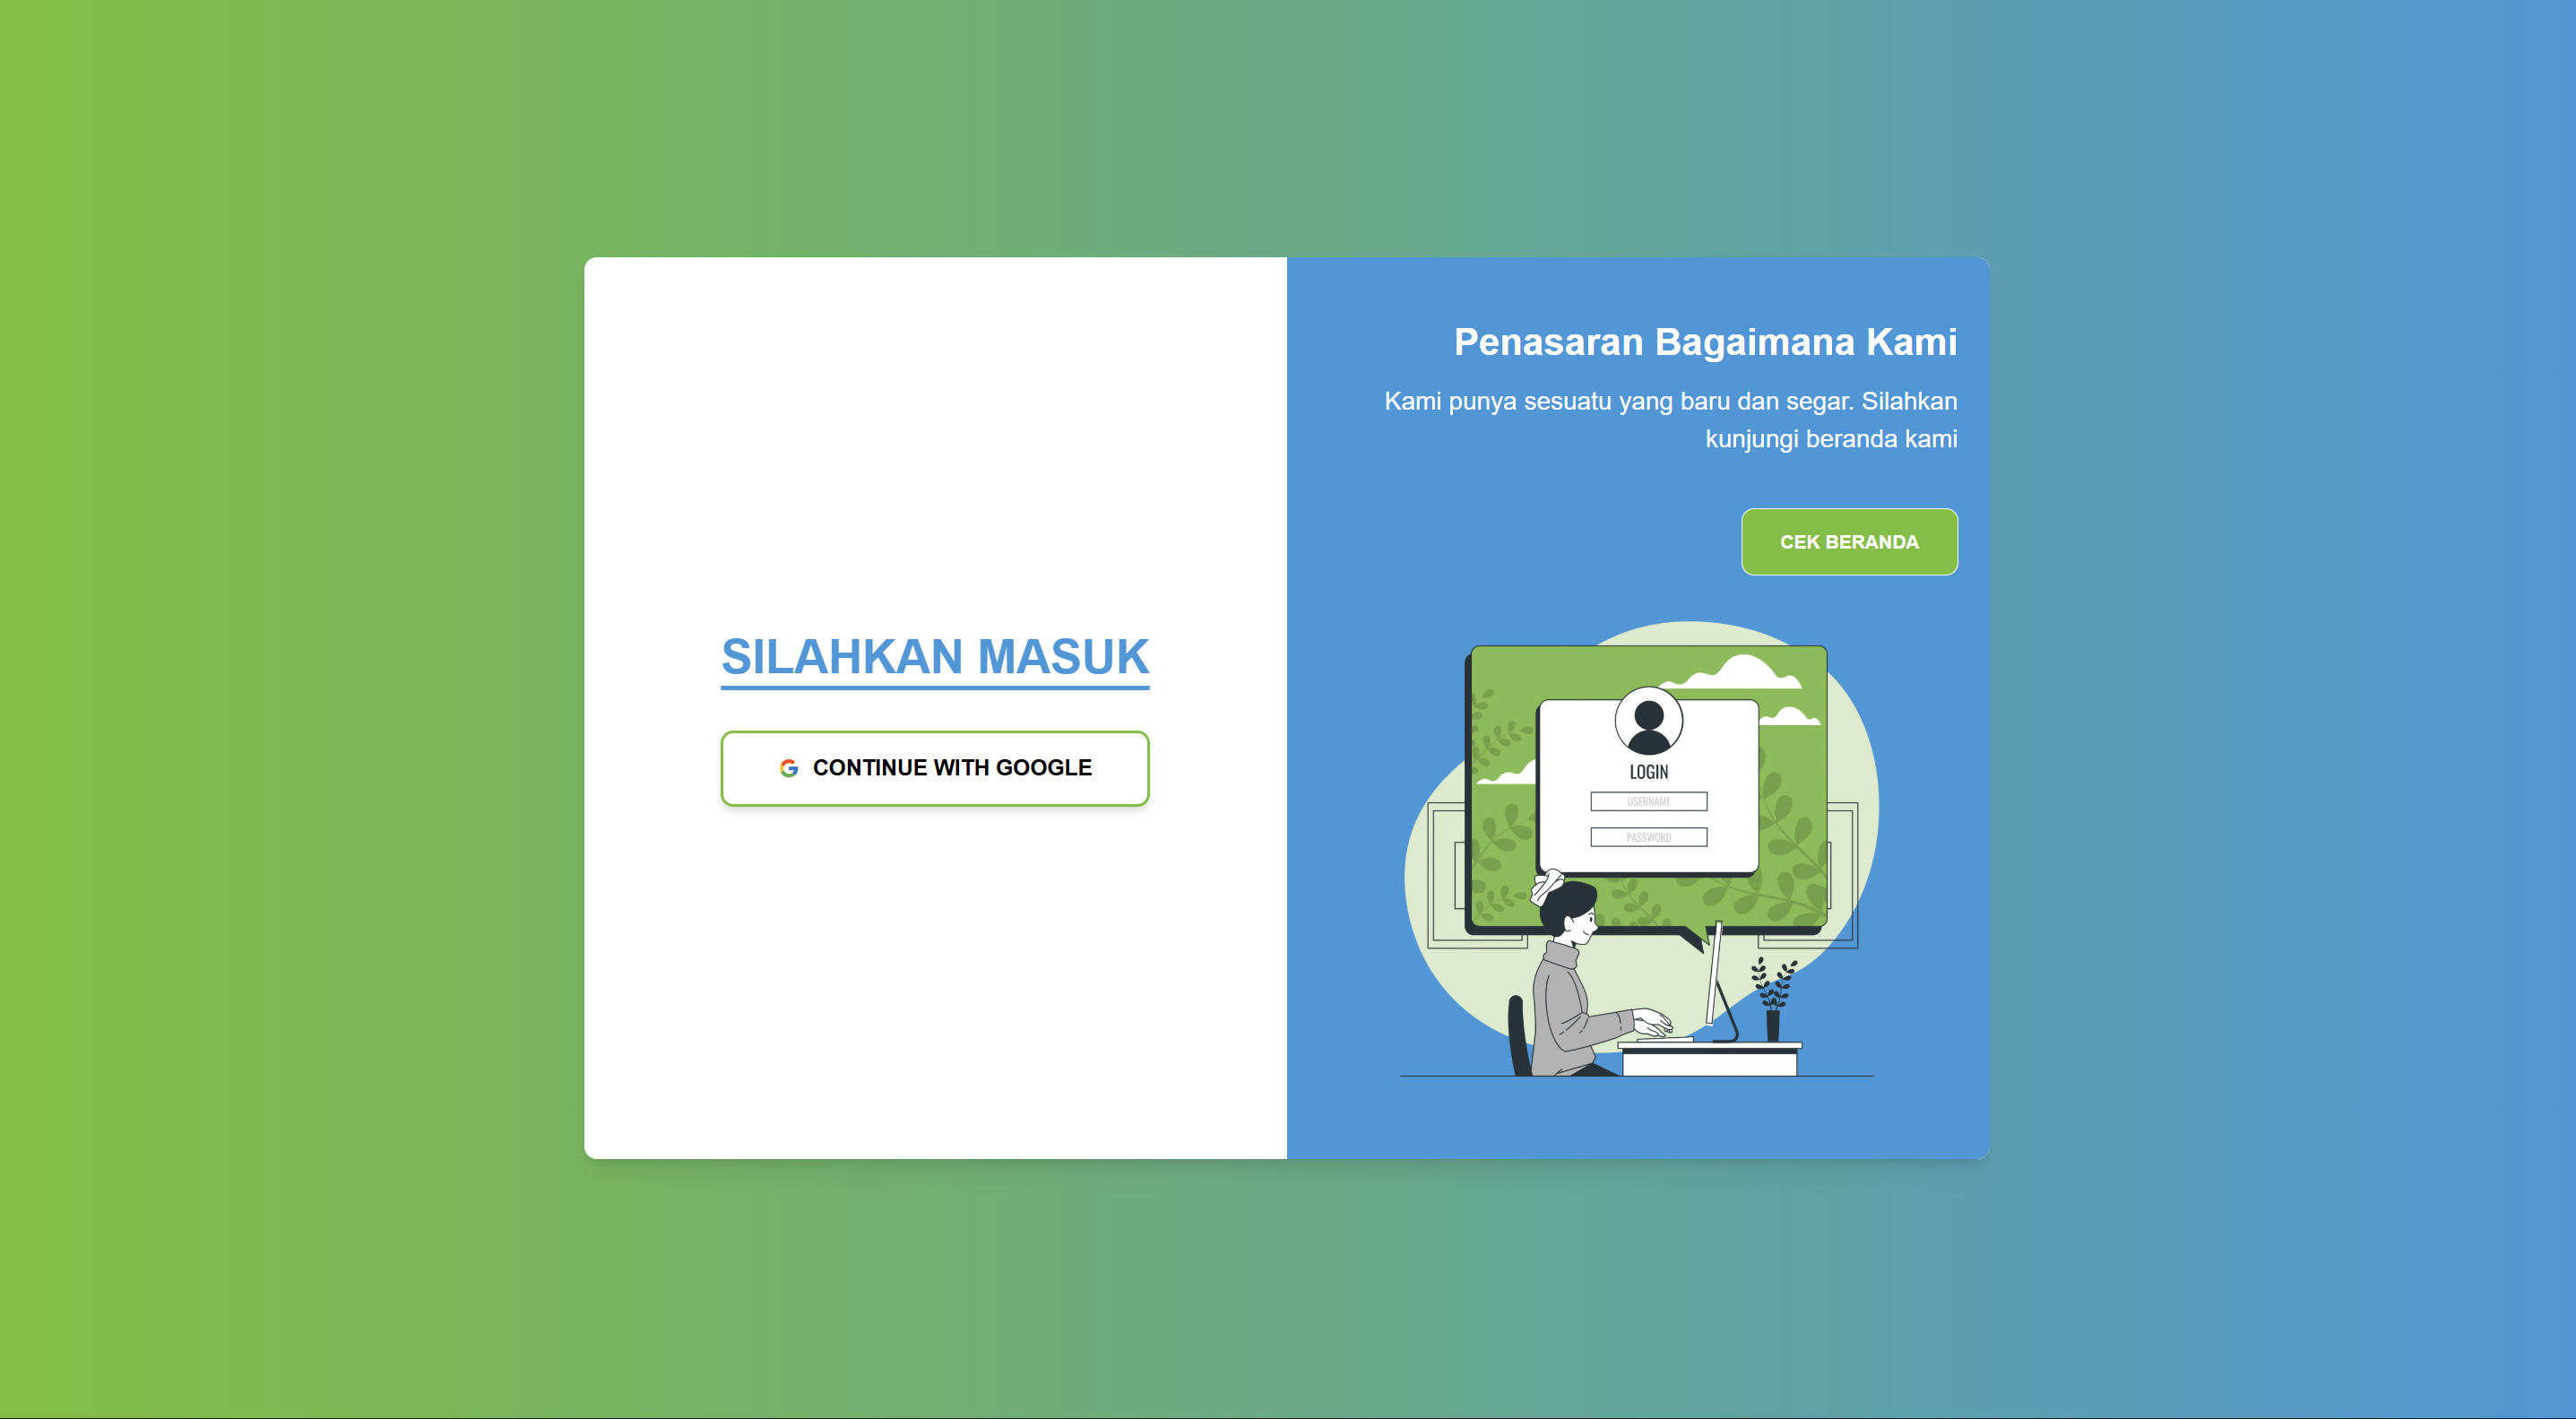 SILAHKAN MASUK
CONTINUE WITH GOOGLE
Penasaran Bagaimana Kami
Kami punya sesuatu yang baru dan segar. Silahkan
kunjungi beranda kami
CEK BERANDA
LOGIN
USERNAME
PASSWORD